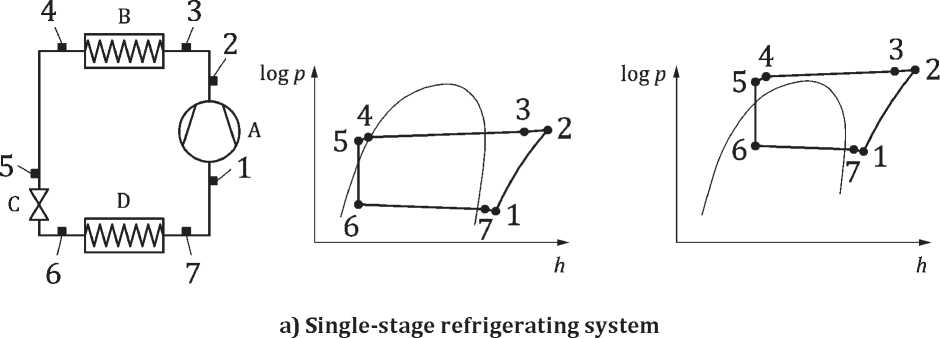 4 B 3
2
A
1
5
C D
6 7
log p
5 4 3 2
6 7 1
h
log p
5 4 3 2
6 7 1
h
a) Single-stage refrigerating system